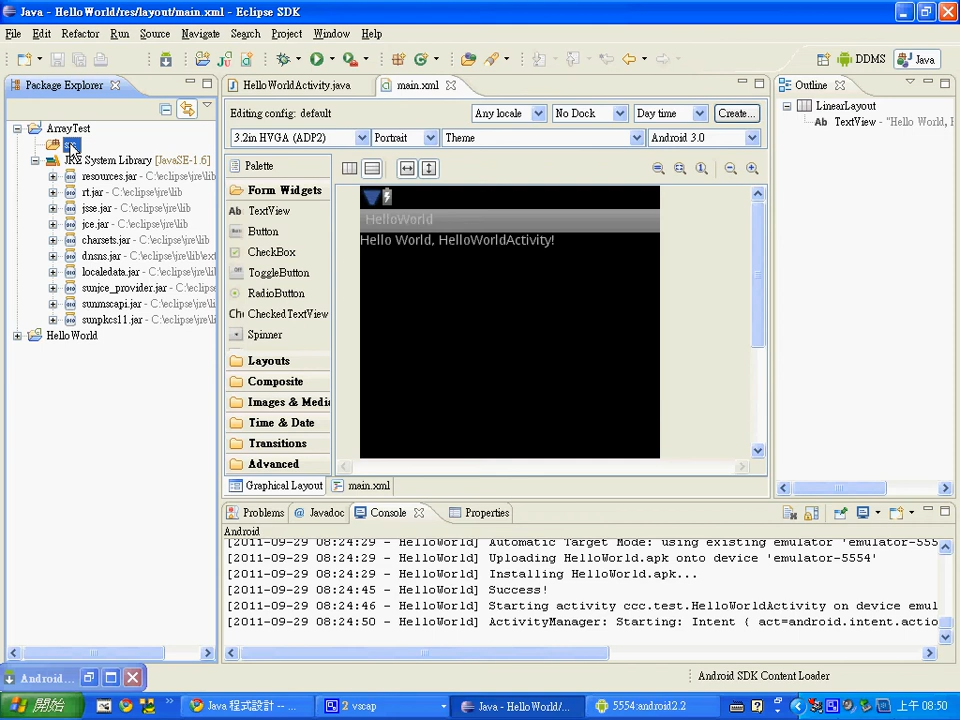 Java - HelloWorld/res/layout/main.xml - Eclipse SDK
File Edit Refactor Run Source Navigate Search Project Window Help
DDMS Java
Package Explorer
HelloWorldActivity.java main.xml
Outline
Editing config: default
Any locale No Dock Day time Create...
3.2in HVGA (ADP2) Portrait Theme Android 3.0
ArrayTest
JRE System Library [JavaSE-1.6]
resources.jar - C:\eclipse\jre\lib
rt.jar - C:\eclipse\jre\lib
jsse.jar - C:\eclipse\jre\lib
jce.jar - C:\eclipse\jre\lib
charsets.jar - C:\eclipse\jre\lib
dnsns.jar - C:\eclipse\jre\lib\ext
localedata.jar - C:\eclipse\jre\lib
sunjce_provider.jar - C:\eclipse\jre
sunmscapi.jar - C:\eclipse\jre\lib
sunpkcs11.jar - C:\eclipse\jre\lib
HelloWorld
Palette
Form Widgets
Ab TextView
Button
CheckBox
ToggleButton
RadioButton
CheckedTextView
Spinner
Layouts
Composite
Images & Media
Time & Date
Transitions
Advanced
HelloWorld
Hello World, HelloWorldActivity!
LinearLayout
Ab TextView - "Hello World, H
Graphical Layout main.xml
Problems @ Javadoc Console Properties
Android
[2011-09-29 08:24:29 - HelloWorld] Automatic Target Mode: using existing emulator 'emulator-555
[2011-09-29 08:24:29 - HelloWorld] Uploading HelloWorld.apk onto device 'emulator-5554'
[2011-09-29 08:24:29 - HelloWorld] Installing HelloWorld.apk...
[2011-09-29 08:24:45 - HelloWorld] Success!
[2011-09-29 08:24:46 - HelloWorld] Starting activity ccc.test.HelloWorldActivity on device emul
[2011-09-29 08:24:50 - HelloWorld] ActivityManager: Starting: Intent { act=android.intent.actio
Android...
Android SDK Content Loader
開始
Java 程式設計 -- ...
2 vscap
Java - HelloWorld/...
5554:android2.2
上午 08:50